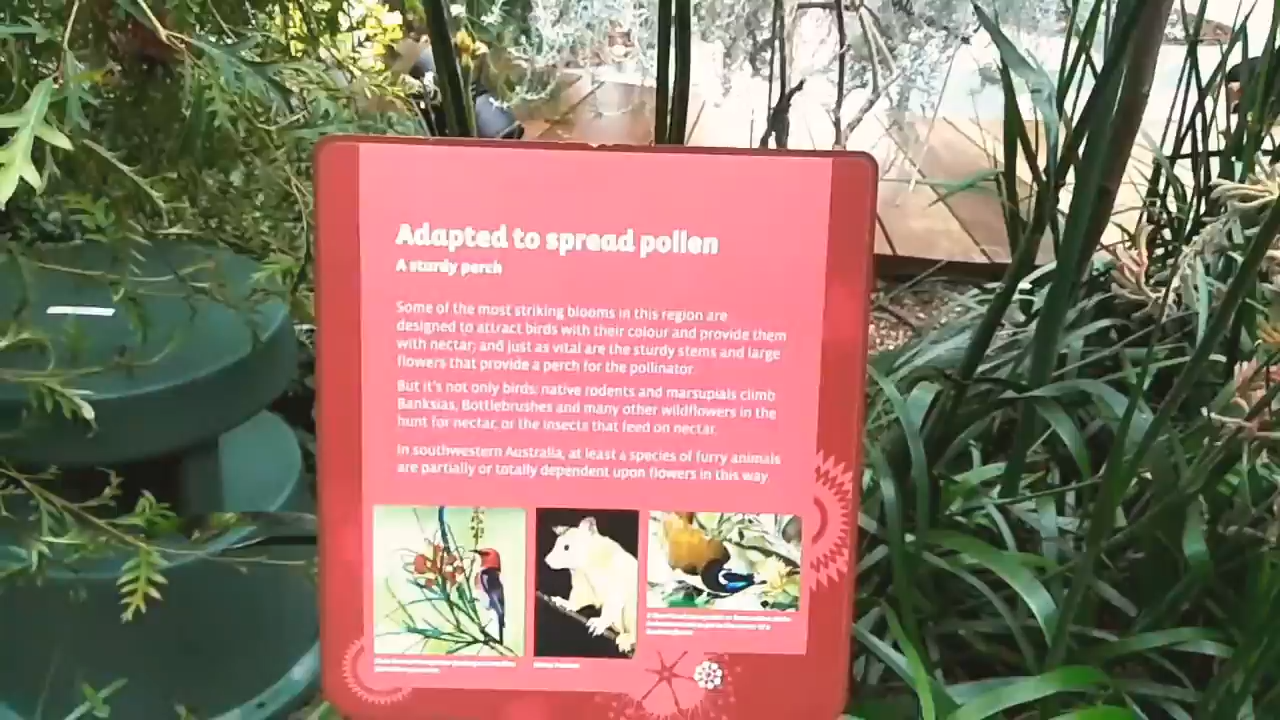 Adapted to spread pollen
A sturdy perch
Some of the most striking blooms in this region are
designed to attract birds with their colour and provide them
with nectar; and just as vital are the sturdy stems and large
flowers that provide a perch for the pollinator.
But it's not only birds: native rodents and marsupials climb
Banksias, Bottlebrushes and many other wildflowers in the
hunt for nectar, or the insects that feed on nectar.
In southwestern Australia, at least 4 species of furry animals
are partially or totally dependent upon flowers in this way.